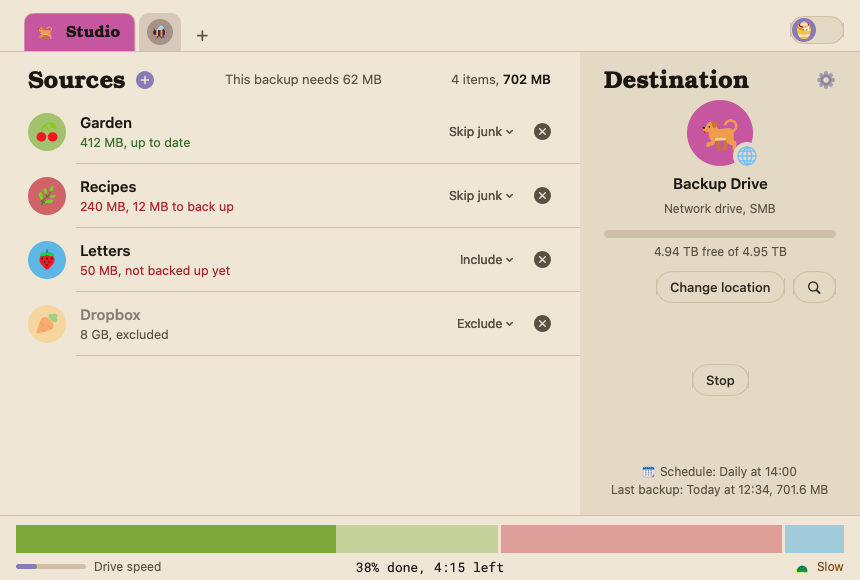 Studio
+
Sources
This backup needs 62 MB
4 items, 702 MB
Garden
412 MB, up to date
Skip junk
Recipes
240 MB, 12 MB to back up
Skip junk
Letters
50 MB, not backed up yet
Include
Dropbox
8 GB, excluded
Exclude
Destination
Backup Drive
Network drive, SMB
4.94 TB free of 4.95 TB
Change location
Stop
Schedule: Daily at 14:00
Last backup: Today at 12:34, 701.6 MB
Drive speed
38% done, 4:15 left
Slow